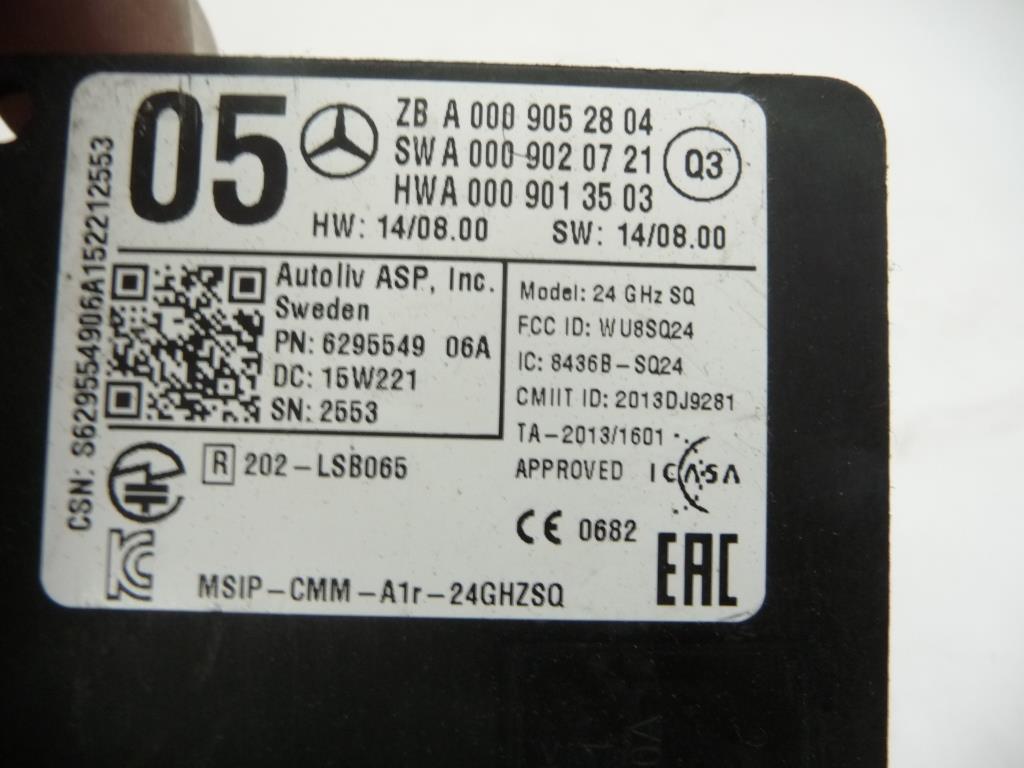 05
ZB A 000 905 28 04
SW A 000 902 07 21
HWA 000 901 35 03
Q3
HW: 14/08.00 SW: 14/08.00
CSN: S629554906A152212553
Autoliv ASP, Inc.
Sweden
PN: 6295549 06A
DC: 15W221
SN: 2553
Model: 24 GHz SQ
FCC ID: WU8SQ24
IC: 8436B-SQ24
CMIIT ID: 2013DJ9281
TA-2013/1601
APPROVED ICASA
R 202-LSB065
CE 0682
EAC
MSIP-CMM-A1r-24GHZSQ